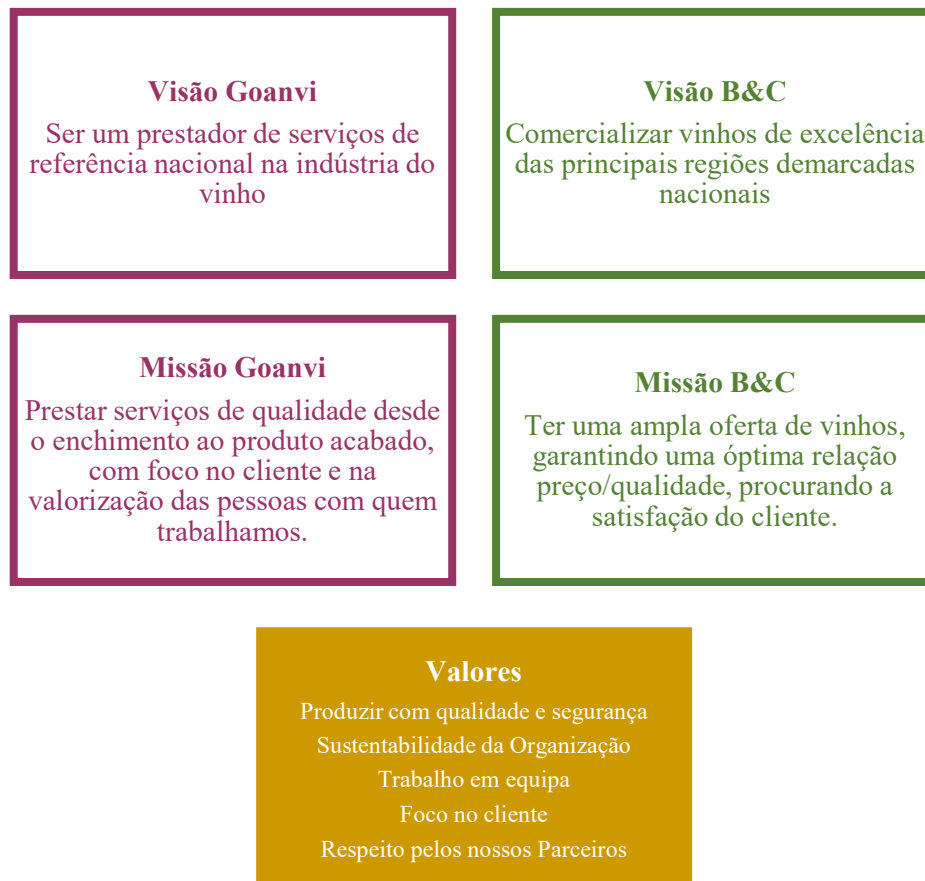 Visão Goanvi
Ser um prestador de serviços de
referência nacional na indústria do
vinho
Visão B&C
Comercializar vinhos de excelência
das principais regiões demarcadas
nacionais
Missão Goanvi
Prestar serviços de qualidade desde
o enchimento ao produto acabado,
com foco no cliente e na
valorização das pessoas com quem
trabalhamos.
Missão B&C
Ter uma ampla oferta de vinhos,
garantindo uma óptima relação
preço/qualidade, procurando a
satisfação do cliente.
Valores
Produzir com qualidade e segurança
Sustentabilidade da Organização
Trabalho em equipa
Foco no cliente
Respeito pelos nossos Parceiros